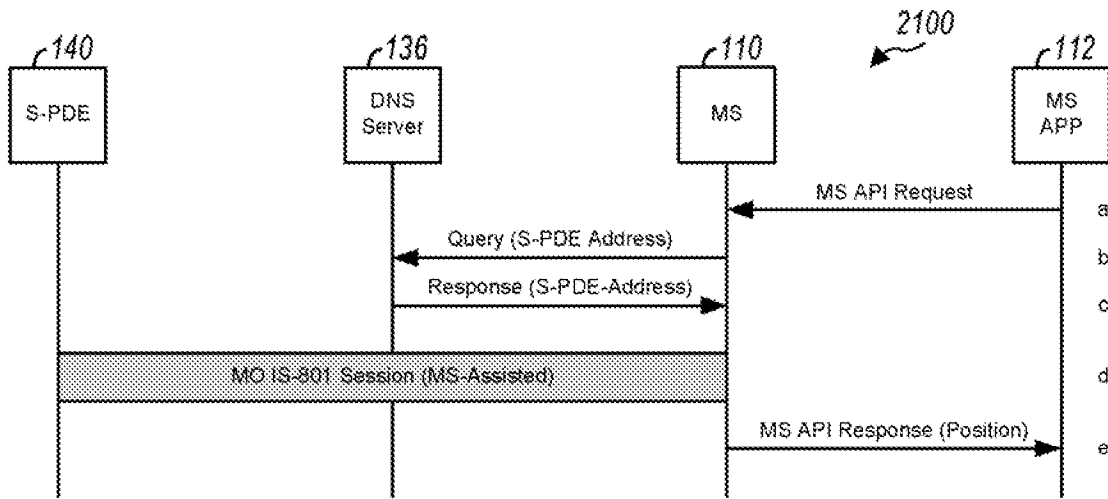 2100
140
136
110
112
S-PDE
DNS
Server
MS
MS
APP
MS API Request
a
Query (S-PDE Address)
b
Response (S-PDE-Address)
c
MO IS-801 Session (MS-Assisted)
d
MS API Response (Position)
e